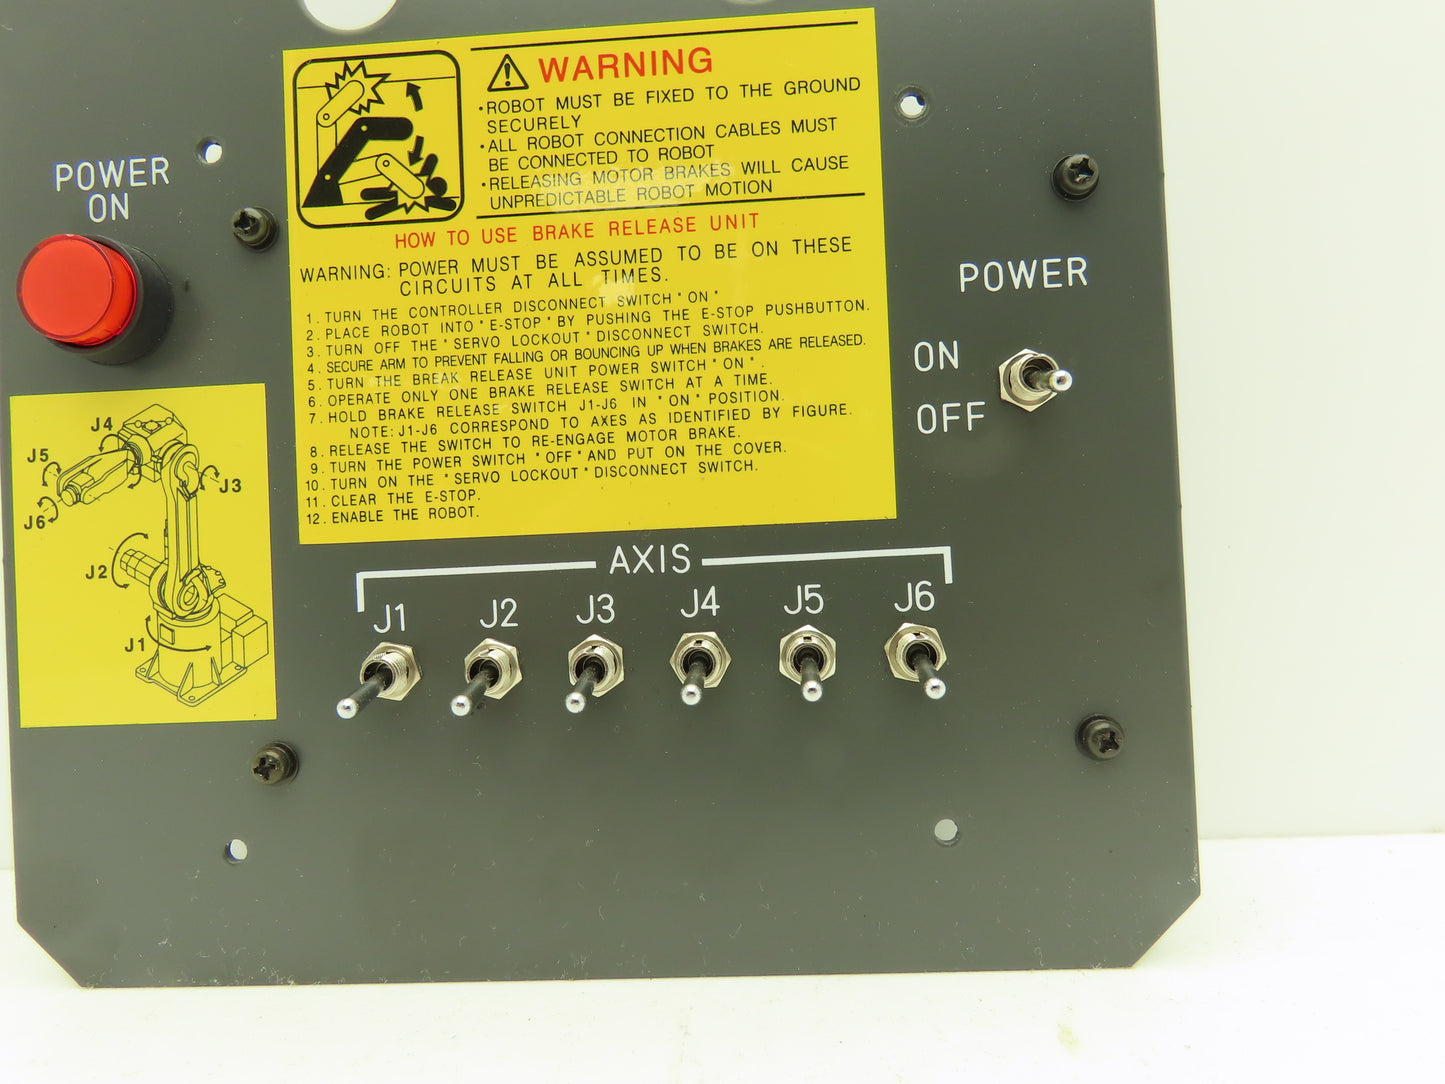 WARNING
•ROBOT MUST BE FIXED TO THE GROUND
SECURELY
•ALL ROBOT CONNECTION CABLES MUST
BE CONNECTED TO ROBOT
•RELEASING MOTOR BRAKES WILL CAUSE
UNPREDICTABLE ROBOT MOTION
HOW TO USE BRAKE RELEASE UNIT
WARNING: POWER MUST BE ASSUMED TO BE ON THESE
CIRCUITS AT ALL TIMES.
1. TURN THE CONTROLLER DISCONNECT SWITCH "ON"
2. PLACE ROBOT INTO "E-STOP" BY PUSHING THE E-STOP PUSHBUTTON.
3. TURN OFF THE "SERVO LOCKOUT" DISCONNECT SWITCH.
4. SECURE ARM TO PREVENT FALLING OR BOUNCING UP WHEN BRAKES ARE RELEASED.
5. TURN THE BREAK RELEASE UNIT POWER SWITCH "ON".
6. OPERATE ONLY ONE BRAKE RELEASE SWITCH AT A TIME.
7. HOLD BRAKE RELEASE SWITCH J1-J6 IN "ON" POSITION.
NOTE: J1-J6 CORRESPOND TO AXES AS IDENTIFIED BY FIGURE.
8. RELEASE THE SWITCH TO RE-ENGAGE MOTOR BRAKE.
9. TURN THE POWER SWITCH "OFF" AND PUT ON THE COVER.
10. TURN ON THE "SERVO LOCKOUT" DISCONNECT SWITCH.
11. CLEAR THE E-STOP.
12. ENABLE THE ROBOT.
POWER
ON
J4
J5
J3
J6
J2
J1
POWER
ON
OFF
AXIS
J1 J2 J3 J4 J5 J6